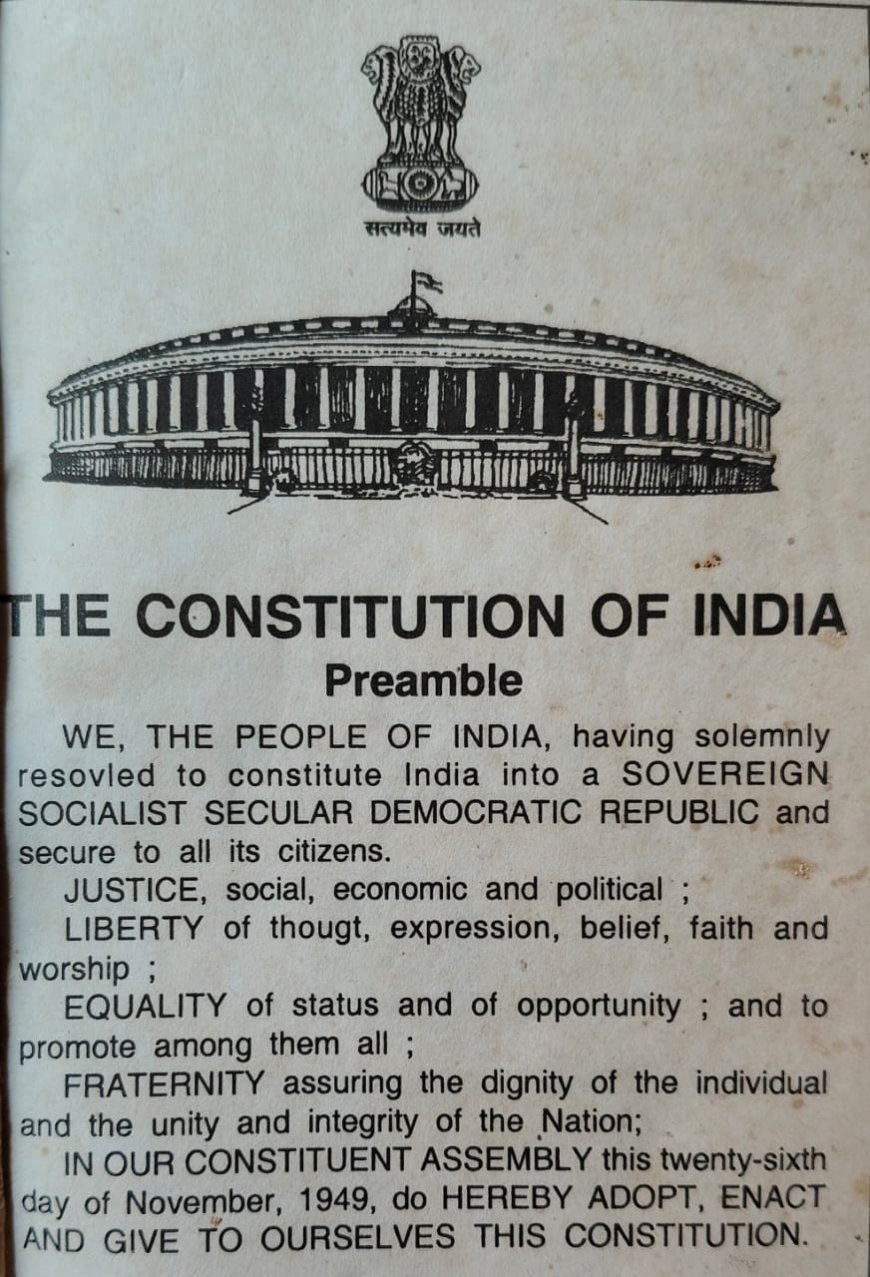 सत्यमेव जयते
THE CONSTITUTION OF INDIA
Preamble
WE, THE PEOPLE OF INDIA, having solemnly
resovled to constitute India into a SOVEREIGN
SOCIALIST SECULAR DEMOCRATIC REPUBLIC and
secure to all its citizens.
JUSTICE, social, economic and political ;
LIBERTY of thougt, expression, belief, faith and
worship ;
EQUALITY of status and of opportunity ; and to
promote among them all ;
FRATERNITY assuring the dignity of the individual
and the unity and integrity of the Nation;
IN OUR CONSTITUENT ASSEMBLY this twenty-sixth
day of November, 1949, do HEREBY ADOPT, ENACT
AND GIVE TO OURSELVES THIS CONSTITUTION.